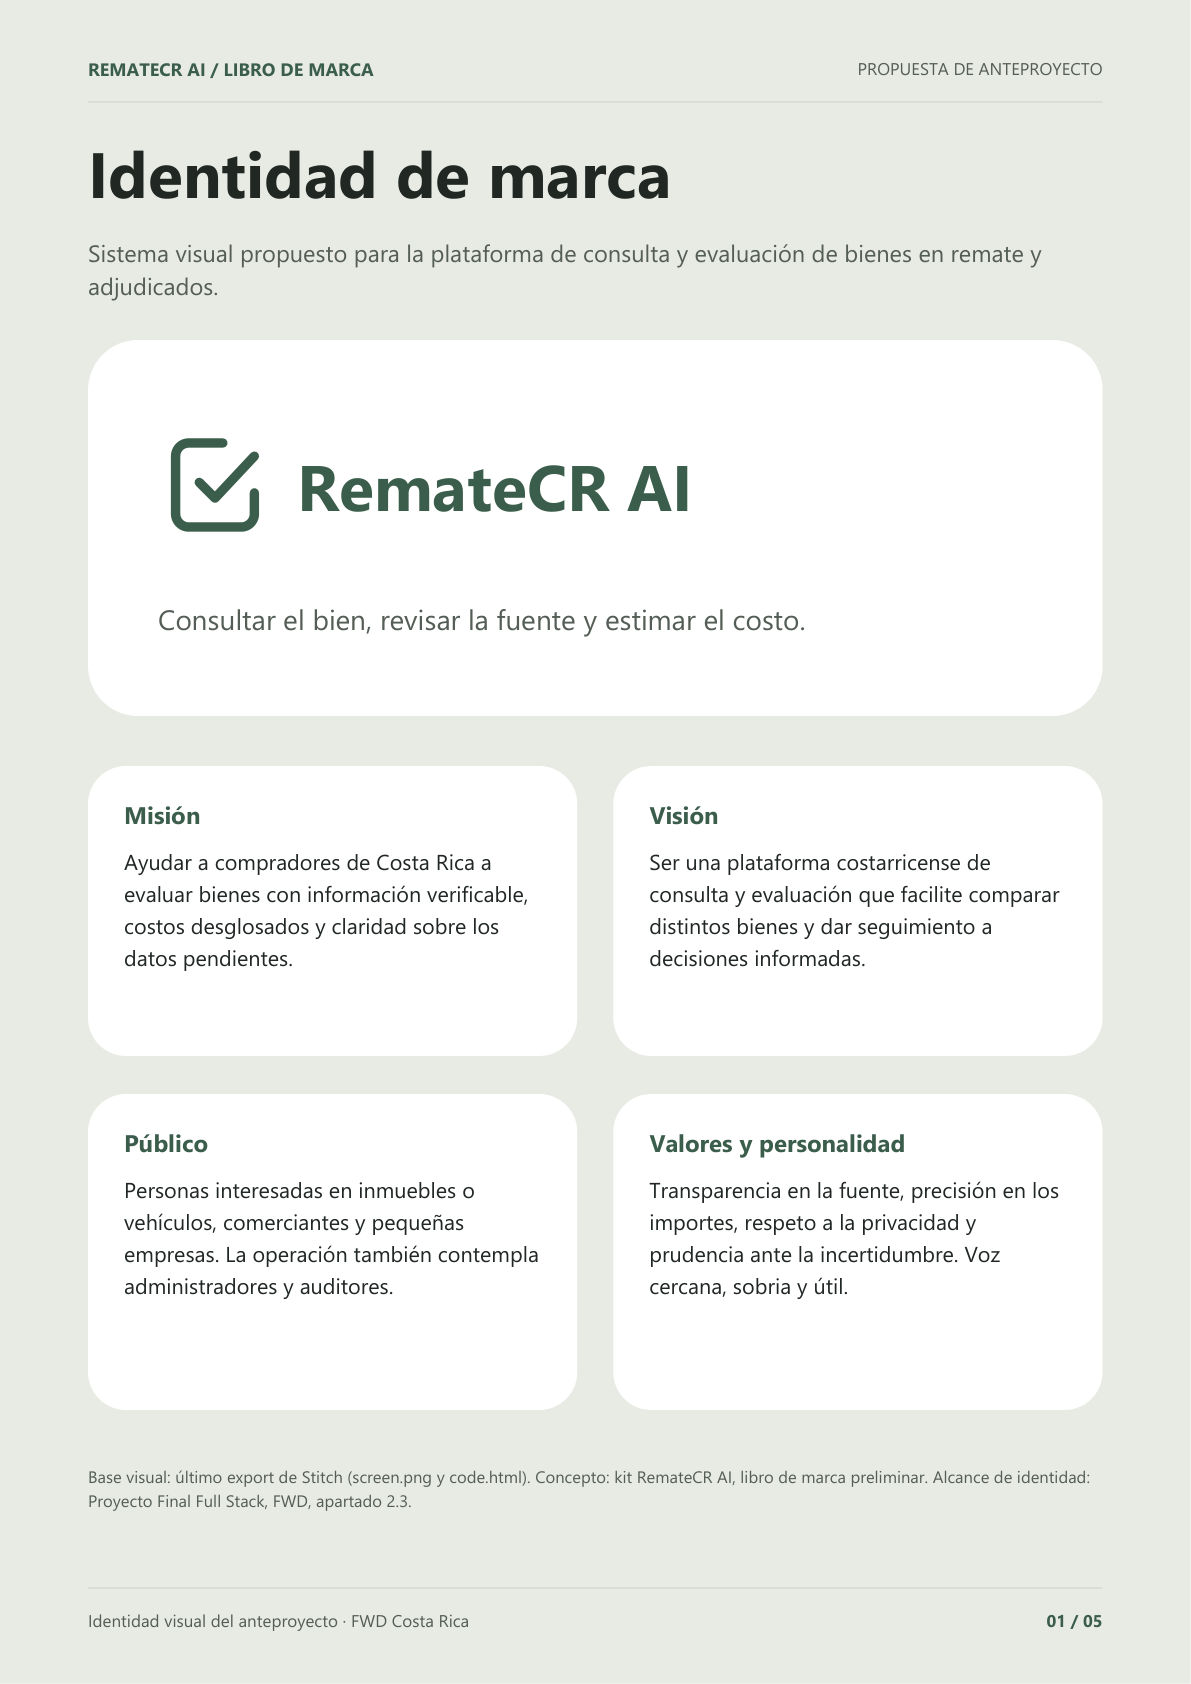 REMATECR AI / LIBRO DE MARCA
PROPUESTA DE ANTEPROYECTO
Identidad de marca
Sistema visual propuesto para la plataforma de consulta y evaluación de bienes en remate y
adjudicados.
RemateCR AI
Consultar el bien, revisar la fuente y estimar el costo.
Misión
Ayudar a compradores de Costa Rica a
evaluar bienes con información verificable,
costos desglosados y claridad sobre los
datos pendientes.
Visión
Ser una plataforma costarricense de
consulta y evaluación que facilite comparar
distintos bienes y dar seguimiento a
decisiones informadas.
Público
Personas interesadas en inmuebles o
vehículos, comerciantes y pequeñas
empresas. La operación también contempla
administradores y auditores.
Valores y personalidad
Transparencia en la fuente, precisión en los
importes, respeto a la privacidad y
prudencia ante la incertidumbre. Voz
cercana, sobria y útil.
Base visual: último export de Stitch (screen.png y code.html). Concepto: kit RemateCR AI, libro de marca preliminar. Alcance de identidad:
Proyecto Final Full Stack, FWD, apartado 2.3.
Identidad visual del anteproyecto · FWD Costa Rica
01 / 05